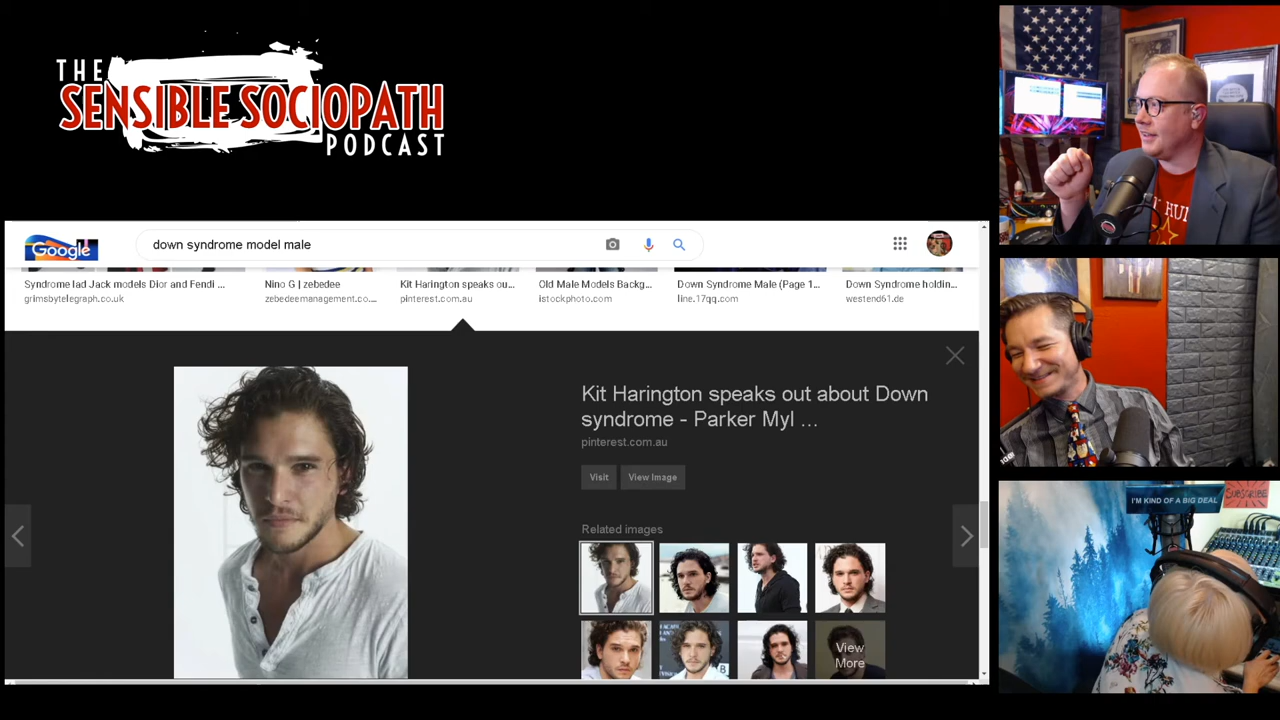 THE
SENSIBLE SOCIOPATH
PODCAST
Google
down syndrome model male
Syndrome lad Jack models Dior and Fendi ...
grimsbytelegraph.co.uk
Nino G | zebedee
zebedeemanagement.co....
Kit Harington speaks ou...
pinterest.com.au
Old Male Models Backg...
istockphoto.com
Down Syndrome Male (Page 1...
line.17qq.com
Down Syndrome holdin...
westend61.de
Kit Harington speaks out about Down
syndrome - Parker Myl ...
pinterest.com.au
Visit
View Image
Related images
View
More
HU
I'M KIND OF A BIG DEAL
SUBSCRIBE